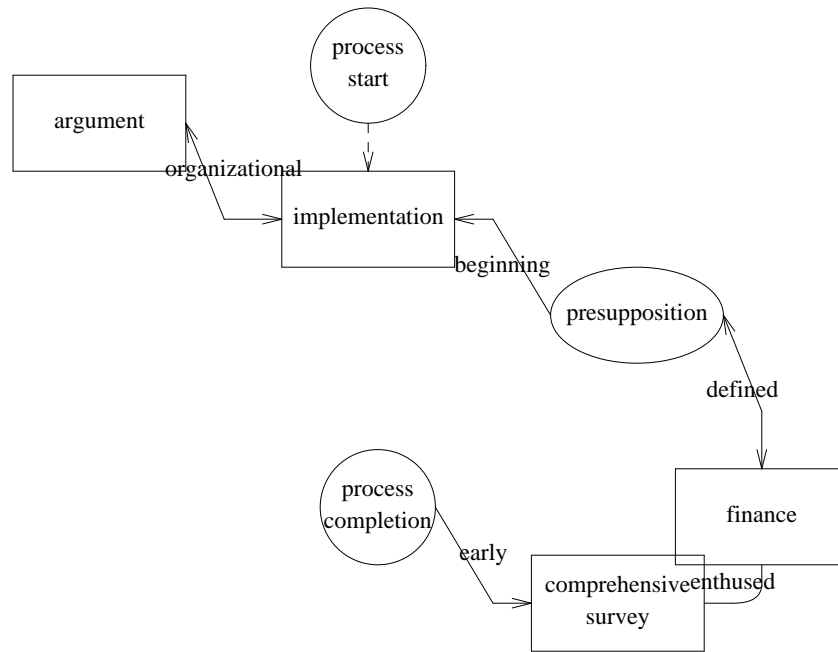 process
start
argument
organizational
implementation
beginning
presupposition
defined
process
completion
finance
early
enthused
comprehensive
survey